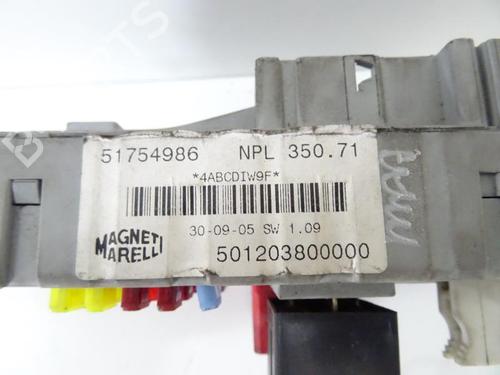 51754986 NPL 350.71
*4ABCDIW9F*
30-09-05 SW 1.09
MAGNETI
MARELLI
501203800000